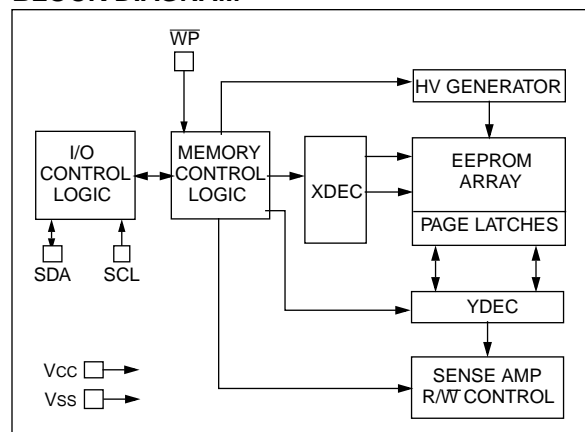 BLOCK DIAGRAM
W̅P̅
HV GENERATOR
I/O
CONTROL
LOGIC
MEMORY
CONTROL
LOGIC
XDEC
EEPROM
ARRAY
PAGE LATCHES
SDA
SCL
YDEC
Vcc
Vss
SENSE AMP
R/W̅ CONTROL